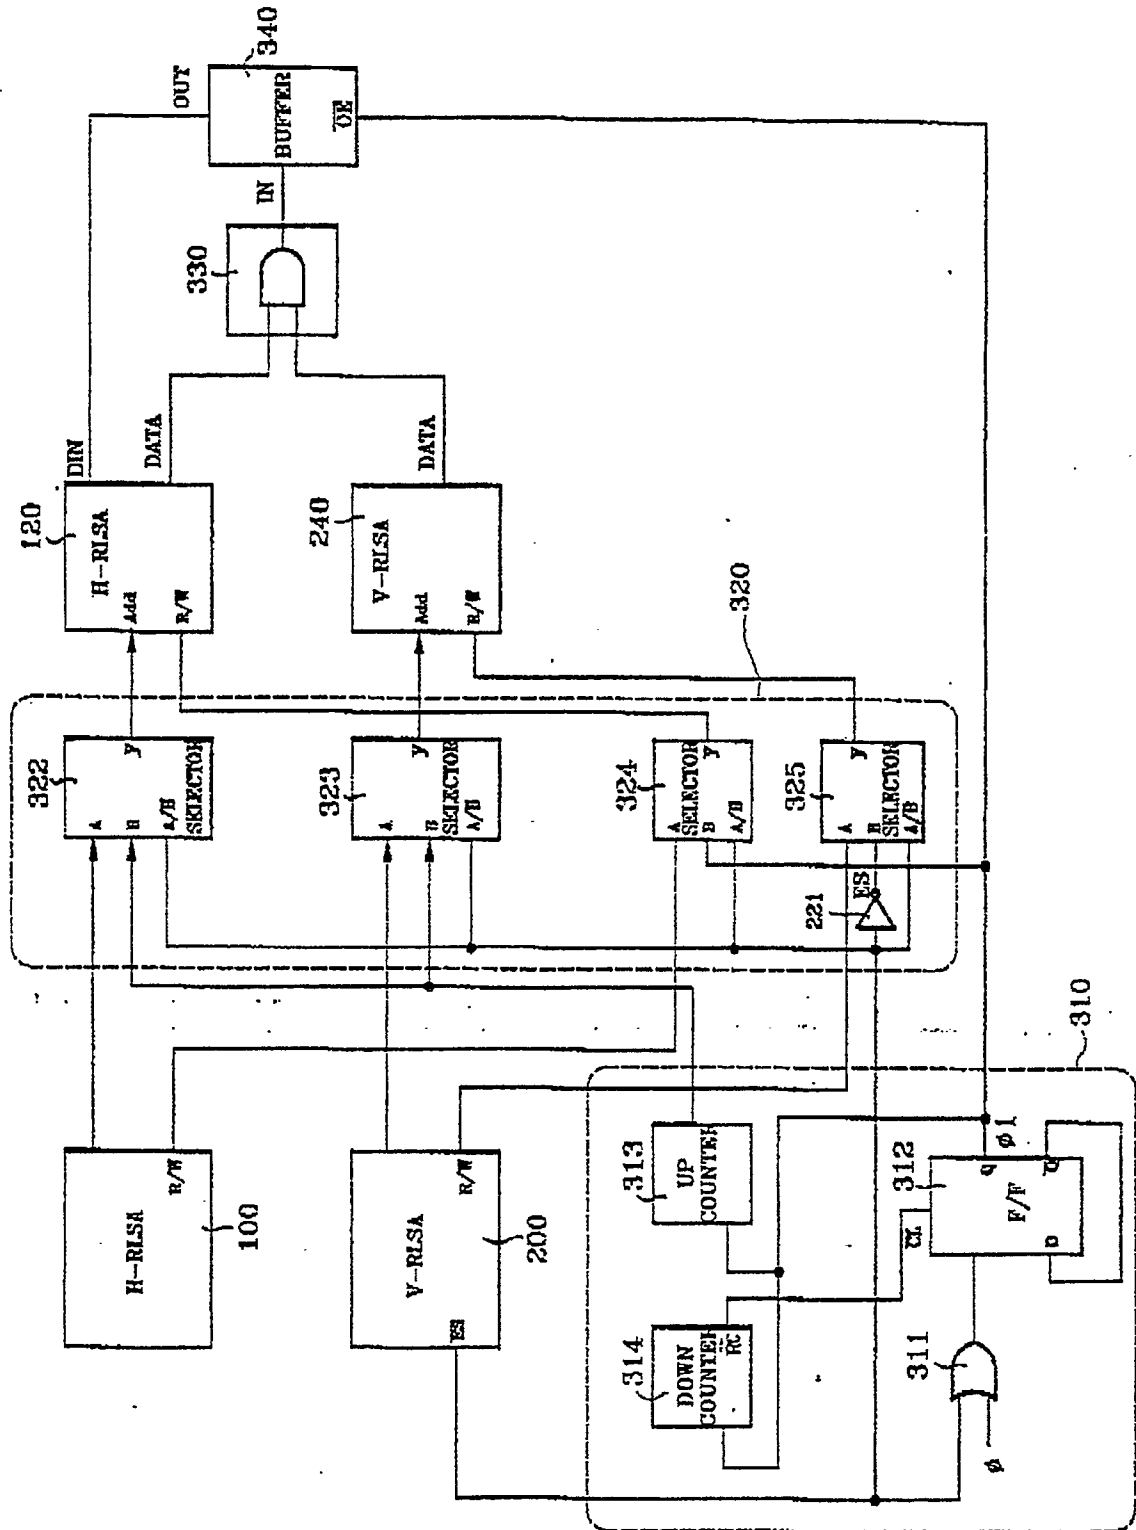 H-RLSA
R/W
100
V-RLSA
ES
R/W
200
310
DOWN
COUNTER
RC
314
UP
COUNTER
313
311
ø
CL
312
F/F
D
Q
Q
ø1
320
322
A
B
A/B
y
SELECTOR
323
A
B
A/B
y
SELECTOR
324
A
B
A/B
y
SELECTOR
325
A
B
A/B
y
SELECTOR
ES
221
120
H-RLSA
Add
R/W
DIN
DATA
240
V-RLSA
Add
R/W
DATA
330
IN
340
BUFFER
OE
OUT